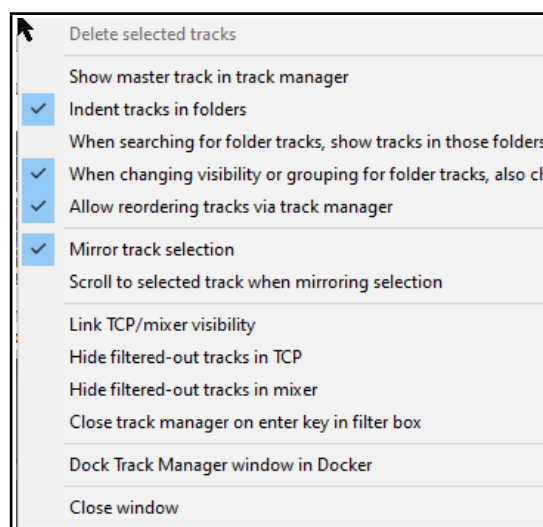 Delete selected tracks
Show master track in track manager
Indent tracks in folders
When searching for folder tracks, show tracks in those folders
When changing visibility or grouping for folder tracks, also
Allow reordering tracks via track manager
Mirror track selection
Scroll to selected track when mirroring selection
Link TCP/mixer visibility
Hide filtered-out tracks in TCP
Hide filtered-out tracks in mixer
Close track manager on enter key in filter box
Dock Track Manager window in Docker
Close window